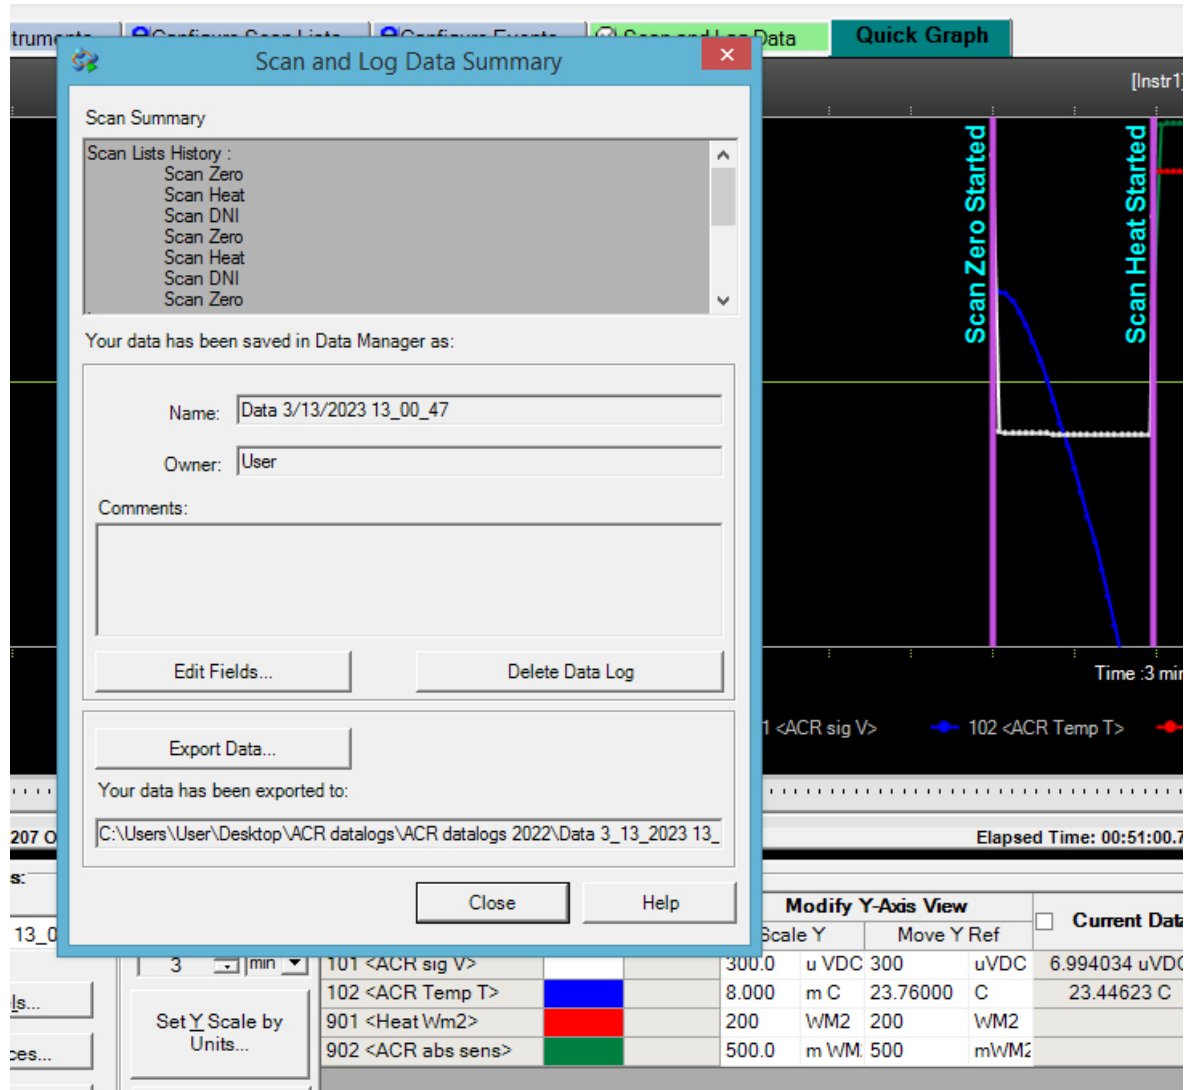 Quick Graph
Scan and Log Data Summary
[Instr1]
Scan Summary
Scan Lists History :
Scan Zero
Scan Heat
Scan DNI
Scan Zero
Scan Heat
Scan DNI
Scan Zero
Scan Zero Started
Scan Heat Started
Your data has been saved in Data Manager as:
Name: Data 3/13/2023 13_00_47
Owner: User
Comments:
Edit Fields... Delete Data Log
Time :3 min
<ACR sig V> 102 <ACR Temp T>
Export Data...
Your data has been exported to:
C:\Users\User\Desktop\ACR datalogs\ACR datalogs 2022\Data 3_13_2023 13_
207 O
Elapsed Time: 00:51:00.7
Close Help
Modify Y-Axis View
Current Data
13_0
Scale Y Move Y Ref
3 min 101 <ACR sig V> 300.0 u VDC 300 uVDC 6.994034 uVDC
102 <ACR Temp T> 8.000 m C 23.76000 C 23.44623 C
Set Y Scale by
Units...
901 <Heat Wm2> 200 WM2 200 WM2
902 <ACR abs sens> 500.0 m WM 500 mWM2